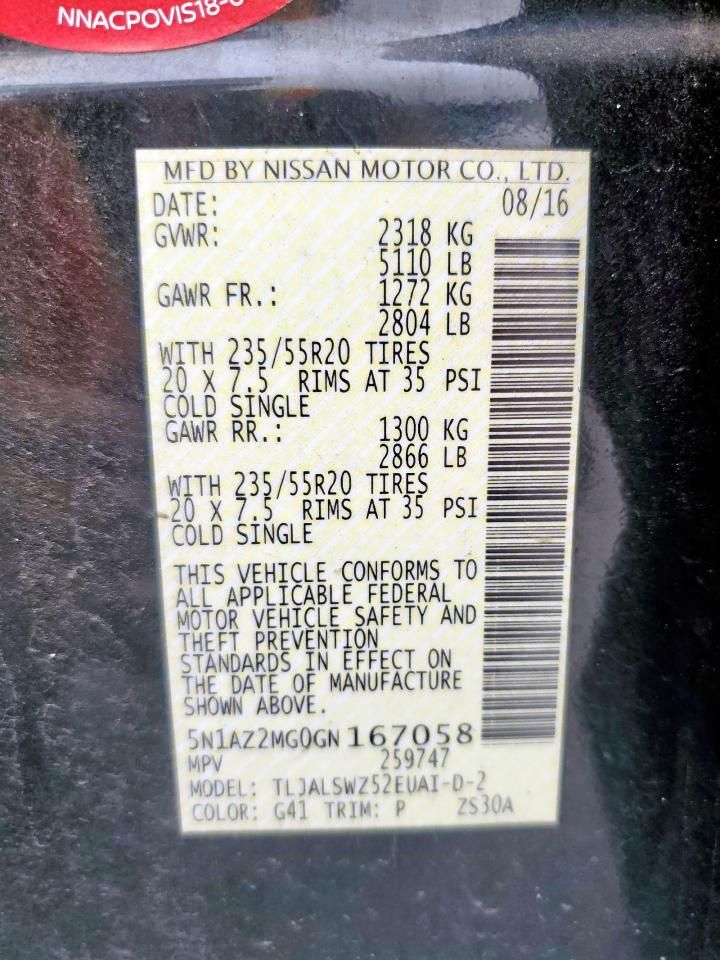 NNACPOVIS18-
MFD BY NISSAN MOTOR CO., LTD.
DATE: 08/16
GVWR: 2318 KG
5110 LB
GAWR FR.: 1272 KG
2804 LB
WITH 235/55R20 TIRES
20 X 7.5 RIMS AT 35 PSI
COLD SINGLE
GAWR RR.: 1300 KG
2866 LB
WITH 235/55R20 TIRES
20 X 7.5 RIMS AT 35 PSI
COLD SINGLE
THIS VEHICLE CONFORMS TO
ALL APPLICABLE FEDERAL
MOTOR VEHICLE SAFETY AND
THEFT PREVENTION
STANDARDS IN EFFECT ON
THE DATE OF MANUFACTURE
SHOWN ABOVE.
5N1AZ2MG0GN 167058
MPV 259747
MODEL: TLJALSWZ52EUAI-D-2
COLOR: G41 TRIM: P ZS30A